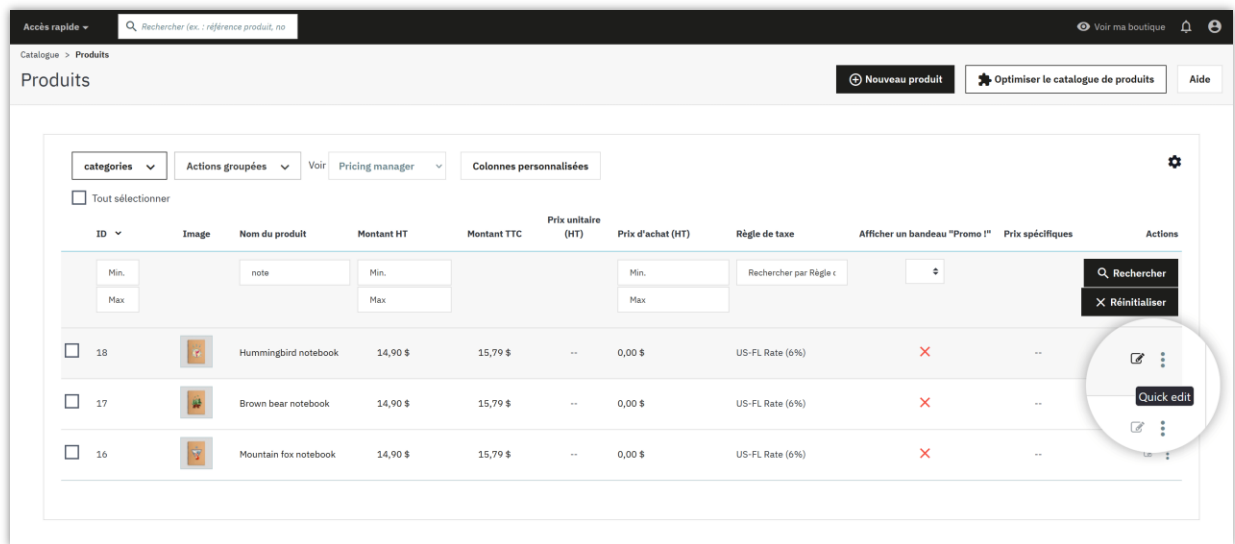 Accès rapide
Rechercher (ex. : référence produit, no
Voir ma boutique
Catalogue > Produits
Produits
Nouveau produit
Optimiser le catalogue de produits
Aide
categories
Actions groupées
Voir
Pricing manager
Colonnes personnalisées
Tout sélectionner
ID Image Nom du produit Montant HT Montant TTC Prix unitaire (HT) Prix d'achat (HT) Règle de taxe Afficher un bandeau "Promo !" Prix spécifiques Actions
Min. note Min. Min. Rechercher par Règle Rechercher
Max Max Max Réinitialiser
18 Hummingbird notebook 14,90 $ 15,79 $ -- 0,00 $ US-FL Rate (6%) --
Quick edit
17 Brown bear notebook 14,90 $ 15,79 $ -- 0,00 $ US-FL Rate (6%) --
16 Mountain fox notebook 14,90 $ 15,79 $ -- 0,00 $ US-FL Rate (6%) --